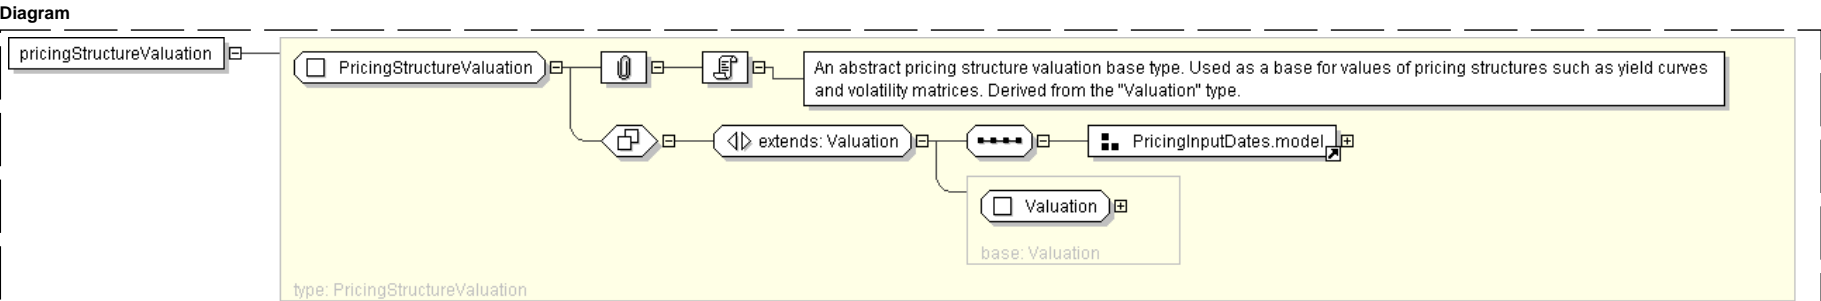 Diagram
pricingStructureValuation
PricingStructureValuation
An abstract pricing structure valuation base type. Used as a base for values of pricing structures such as yield curves
and volatility matrices. Derived from the "Valuation" type.
extends: Valuation
PricingInputDates.model
Valuation
base: Valuation
type: PricingStructureValuation